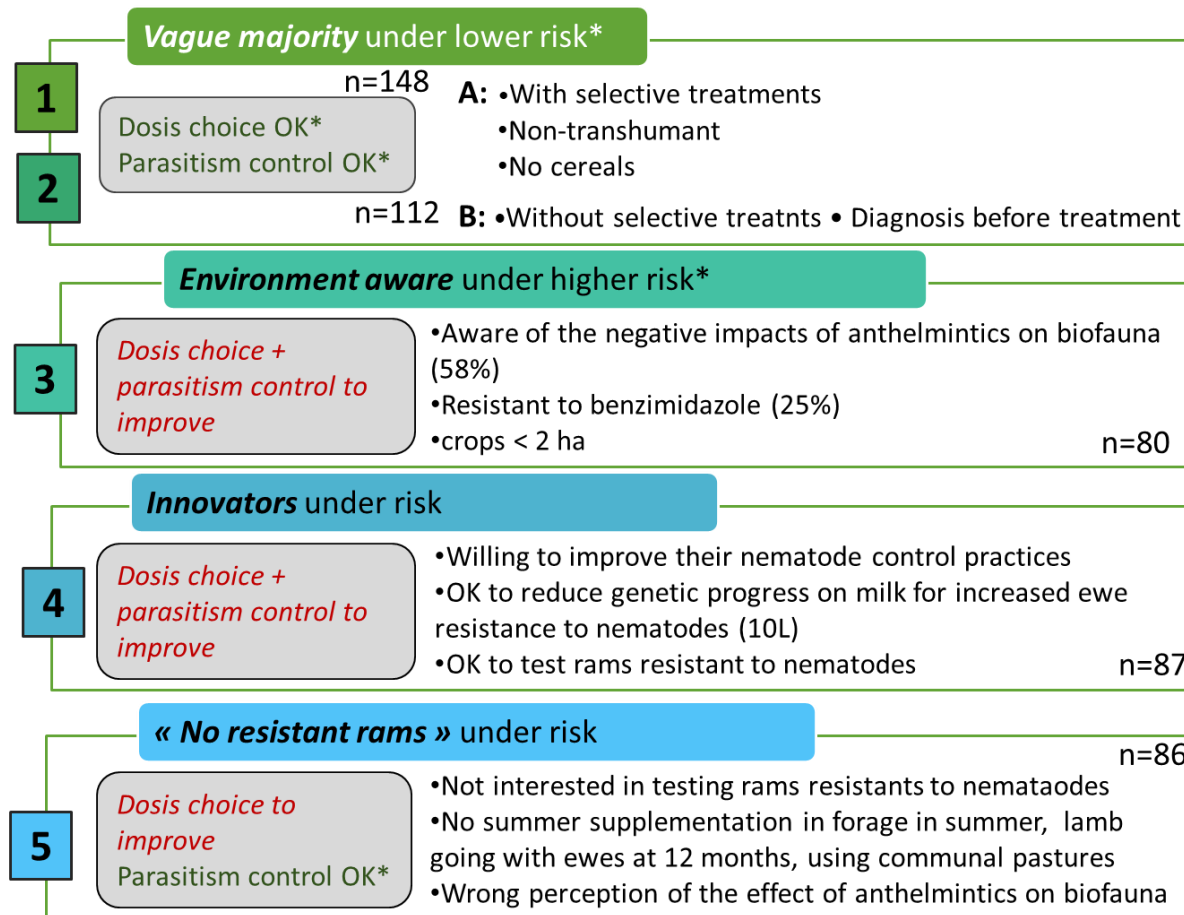 Vague majority under lower risk*
1
2
n=148
Dosis choice OK*
Parasitism control OK*
n=112
A: •With selective treatments
•Non-transhumant
•No cereals
B: •Without selective treatnts • Diagnosis before treatment
Environment aware under higher risk*
3
Dosis choice +
parasitism control to
improve
•Aware of the negative impacts of anthelmintics on biofauna
(58%)
•Resistant to benzimidazole (25%)
•crops < 2 ha
n=80
Innovators under risk
4
Dosis choice +
parasitism control to
improve
•Willing to improve their nematode control practices
•OK to reduce genetic progress on milk for increased ewe
resistance to nematodes (10L)
•OK to test rams resistant to nematodes
n=87
« No resistant rams » under risk
n=86
5
Dosis choice to
improve
Parasitism control OK*
•Not interested in testing rams resistants to nemataodes
•No summer supplementation in forage in summer, lamb
going with ewes at 12 months, using communal pastures
•Wrong perception of the effect of anthelmintics on biofauna